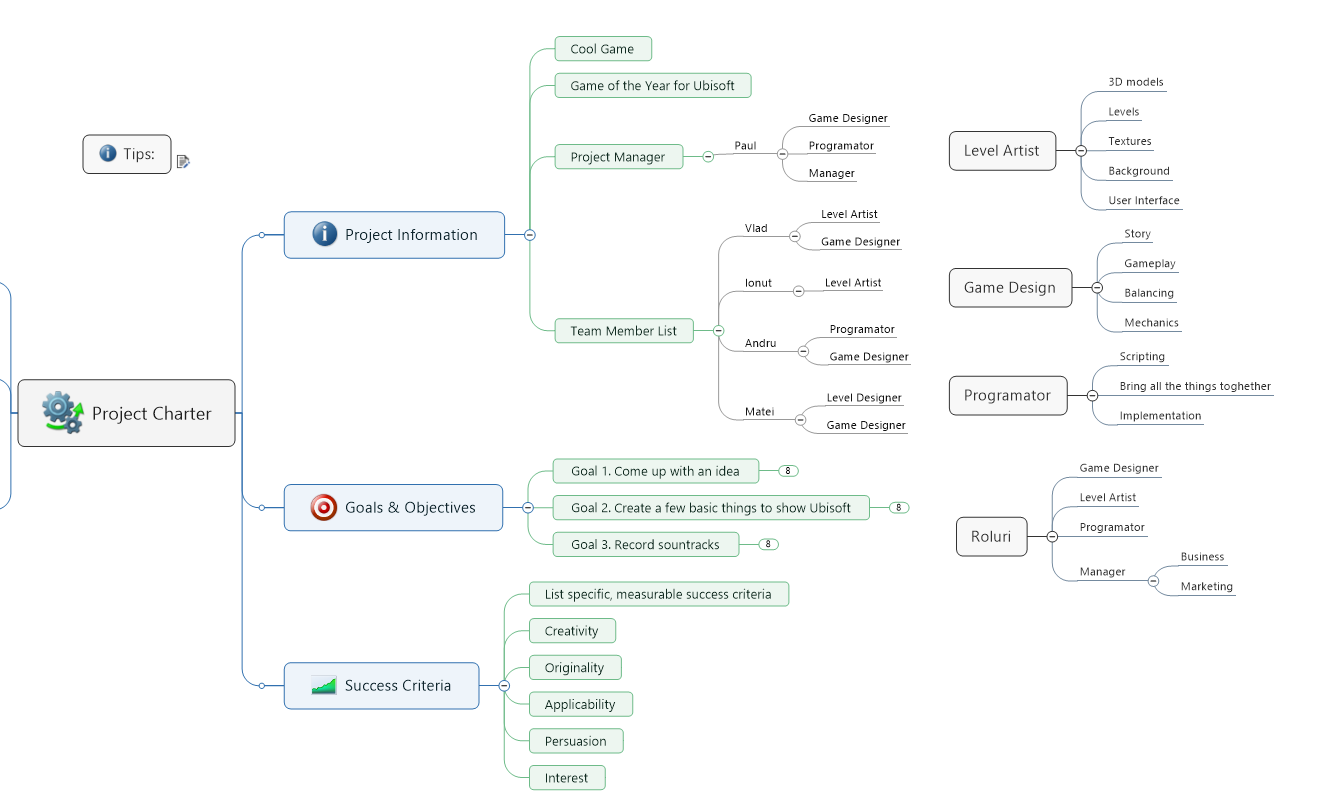 Tips:
Project Charter
Project Information
Cool Game
Game of the Year for Ubisoft
Project Manager
Paul
Game Designer
Programator
Manager
Team Member List
Vlad
Level Artist
Game Designer
Ionut
Level Artist
Andru
Programator
Game Designer
Matei
Level Designer
Game Designer
Goals & Objectives
Goal 1. Come up with an idea
8
Goal 2. Create a few basic things to show Ubisoft
8
Goal 3. Record sountracks
8
Success Criteria
List specific, measurable success criteria
Creativity
Originality
Applicability
Persuasion
Interest
Level Artist
3D models
Levels
Textures
Background
User Interface
Game Design
Story
Gameplay
Balancing
Mechanics
Programator
Scripting
Bring all the things toghether
Implementation
Roluri
Game Designer
Level Artist
Programator
Manager
Business
Marketing